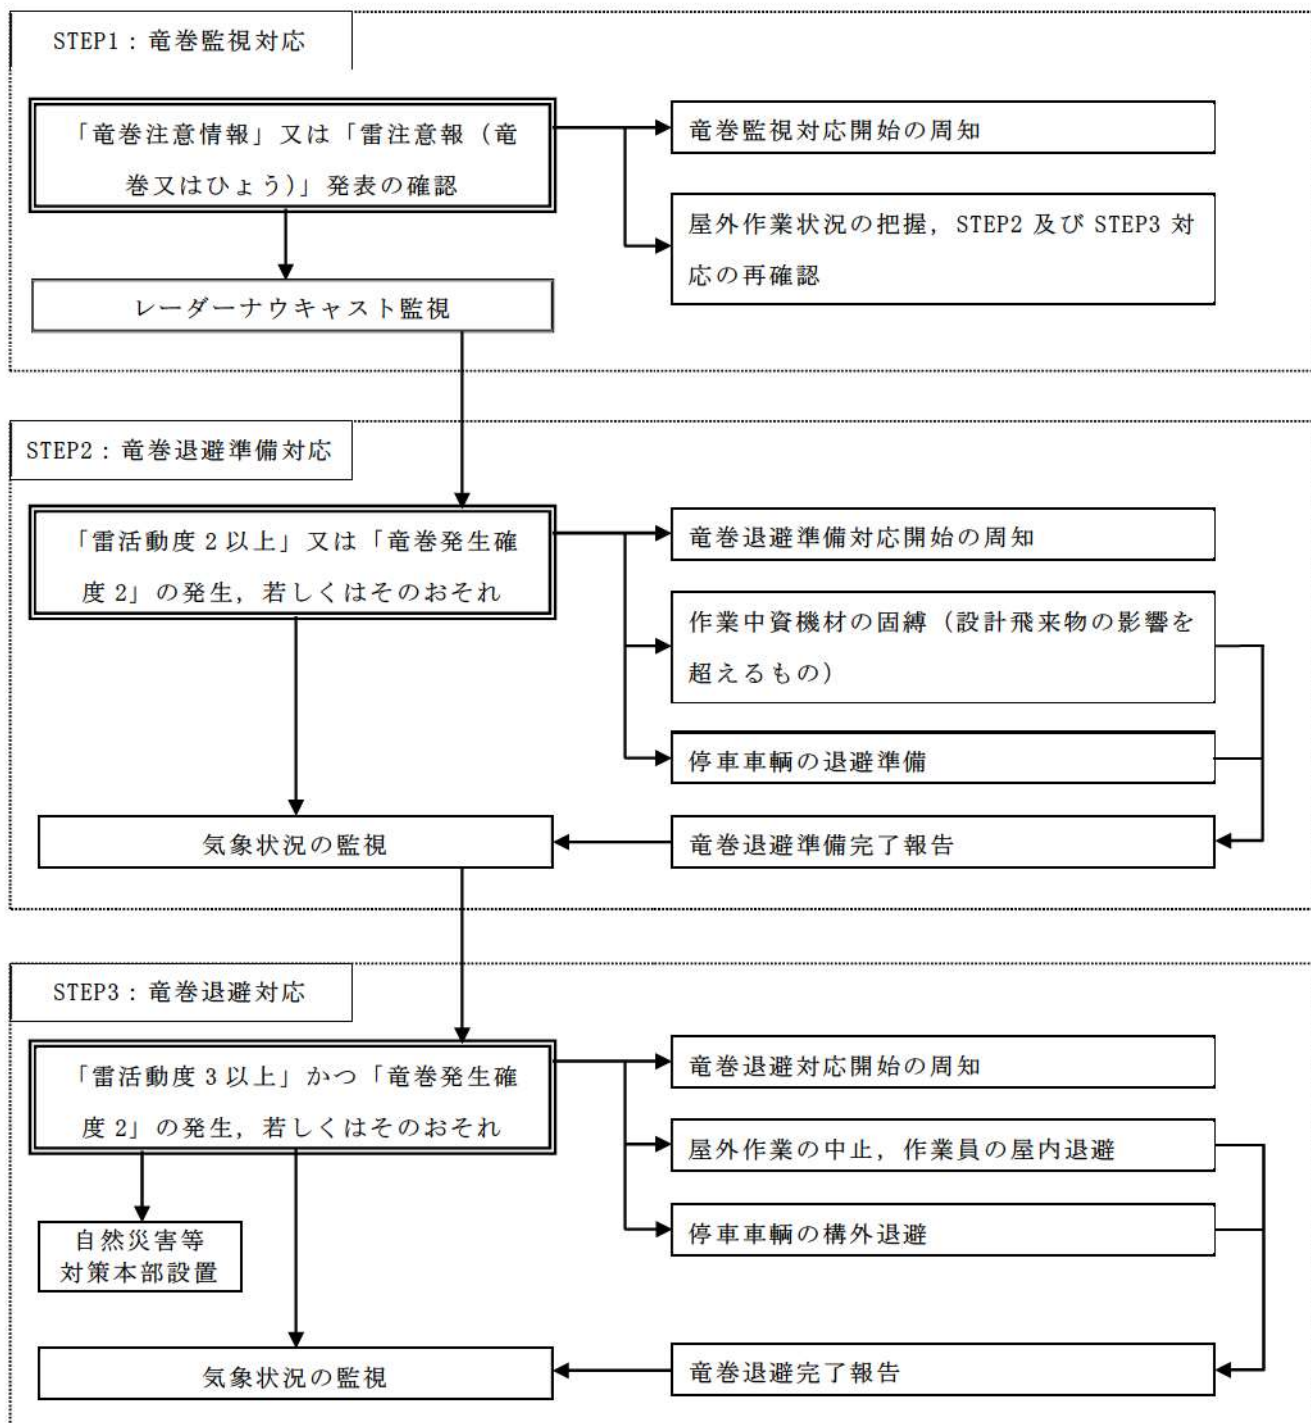 STEP1：竜巻監視対応
「竜巻注意情報」又は「雷注意報（竜
巻又はひょう)」発表の確認
竜巻監視対応開始の周知
屋外作業状況の把握，STEP2 及び STEP3 対
応の再確認
レーダーナウキャスト監視
STEP2：竜巻退避準備対応
「雷活動度 2 以上」又は「竜巻発生確
度 2」の発生，若しくはそのおそれ
竜巻退避準備対応開始の周知
作業中資機材の固縛（設計飛来物の影響を
超えるもの）
停車車輌の退避準備
気象状況の監視
竜巻退避準備完了報告
STEP3：竜巻退避対応
「雷活動度 3 以上」かつ「竜巻発生確
度 2」の発生，若しくはそのおそれ
竜巻退避対応開始の周知
屋外作業の中止，作業員の屋内退避
停車車輌の構外退避
自然災害等
対策本部設置
気象状況の監視
竜巻退避完了報告